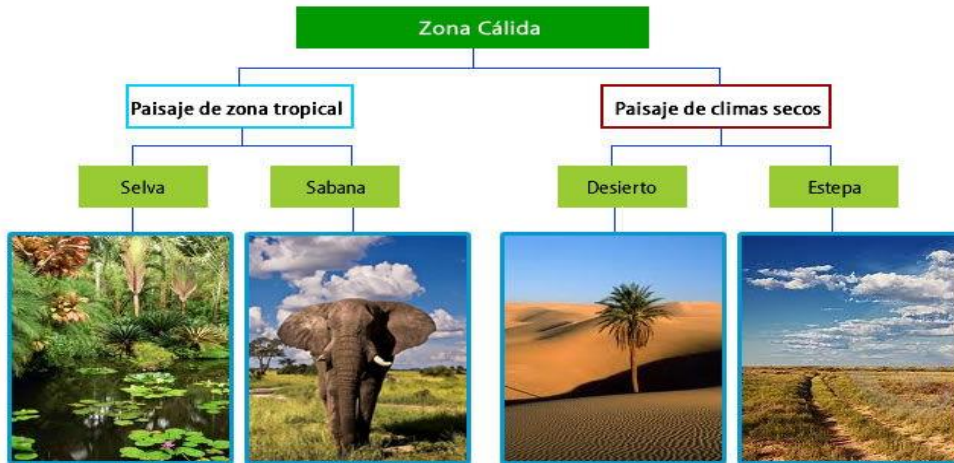 Zona Cálida
Paisaje de zona tropical
Paisaje de climas secos
Selva
Sabana
Desierto
Estepa